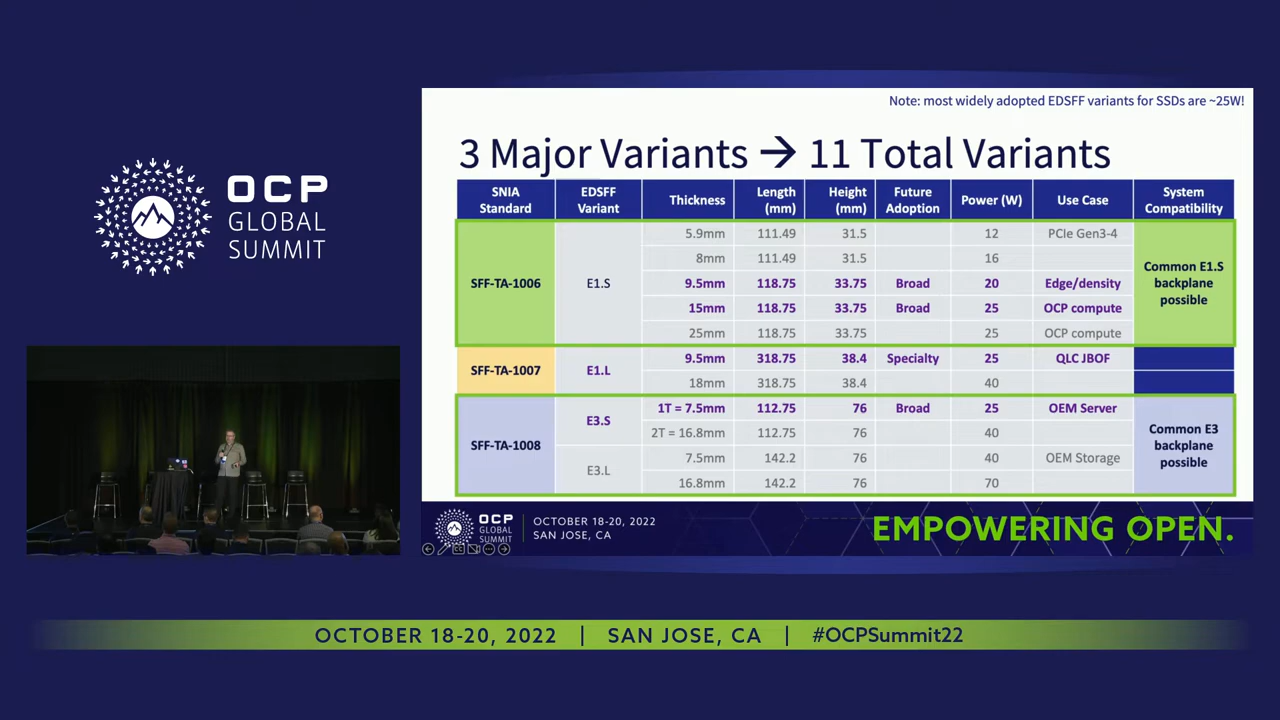 OCP
GLOBAL
SUMMIT
Note: most widely adopted EDSFF variants for SSDs are ~25W!
3 Major Variants → 11 Total Variants
SNIA Standard | EDSFF Variant | Thickness | Length (mm) | Height (mm) | Future Adoption | Power (W) | Use Case | System Compatibility
SFF-TA-1006 | E1.S | 5.9mm | 111.49 | 31.5 | | 12 | PCIe Gen3-4 | Common E1.S backplane possible
8mm | 111.49 | 31.5 | | 16
9.5mm | 118.75 | 33.75 | Broad | 20 | Edge/density
15mm | 118.75 | 33.75 | Broad | 25 | OCP compute
25mm | 118.75 | 33.75 | | 25 | OCP compute
SFF-TA-1007 | E1.L | 9.5mm | 318.75 | 38.4 | Specialty | 25 | QLC JBOF
18mm | 318.75 | 38.4 | | 40
SFF-TA-1008 | E3.S | 1T = 7.5mm | 112.75 | 76 | Broad | 25 | OEM Server | Common E3 backplane possible
2T = 16.8mm | 112.75 | 76 | | 40
E3.L | 7.5mm | 142.2 | 76 | | 40 | OEM Storage
16.8mm | 142.2 | 76 | | 70
OCP
GLOBAL
SUMMIT
OCTOBER 18-20, 2022
SAN JOSE, CA
EMPOWERING OPEN.
OCTOBER 18-20, 2022 | SAN JOSE, CA | #OCPSummit22